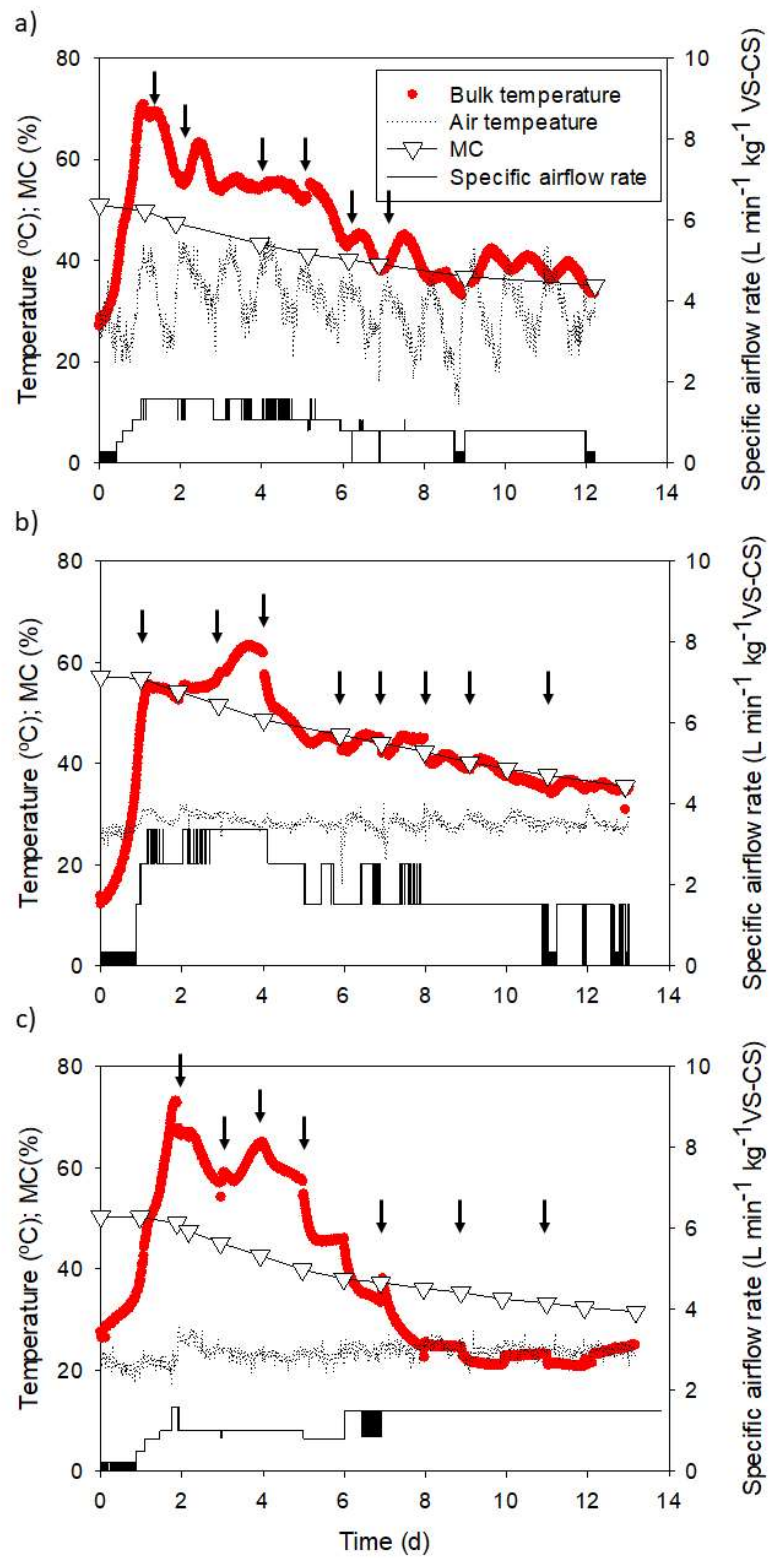 a)
80
60
40
20
0
Temperature (ºC); MC (%)
10
8
6
4
2
0
Specific airflow rate (L min-1 kg-1 VS-CS)
Bulk temperature
Air tempeature
MC
Specific airflow rate
0 2 4 6 8 10 12 14
b)
80
60
40
20
0
Temperature (ºC); MC (%)
10
8
6
4
2
0
Specific airflow rate (L min-1 kg-1VS-CS)
0 2 4 6 8 10 12 14
c)
80
60
40
20
0
Temperature (ºC); MC(%)
10
8
6
4
2
0
Specific airflow rate (L min-1 kg-1VS-CS)
0 2 4 6 8 10 12 14
Time (d)